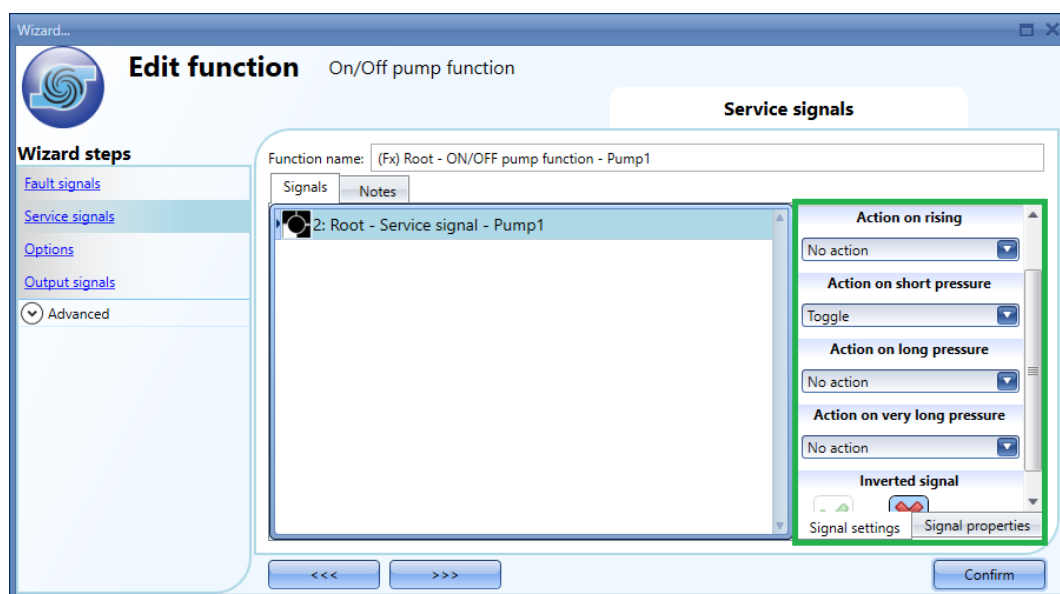 Wizard...
Edit function On/Off pump function
Service signals
Wizard steps
Fault signals
Service signals
Options
Output signals
Advanced
Function name: (Fx) Root - ON/OFF pump function - Pump1
Signals Notes
2: Root - Service signal - Pump1
Action on rising
No action
Action on short pressure
Toggle
Action on long pressure
No action
Action on very long pressure
No action
Inverted signal
Signal settings Signal properties
<<< >>> Confirm